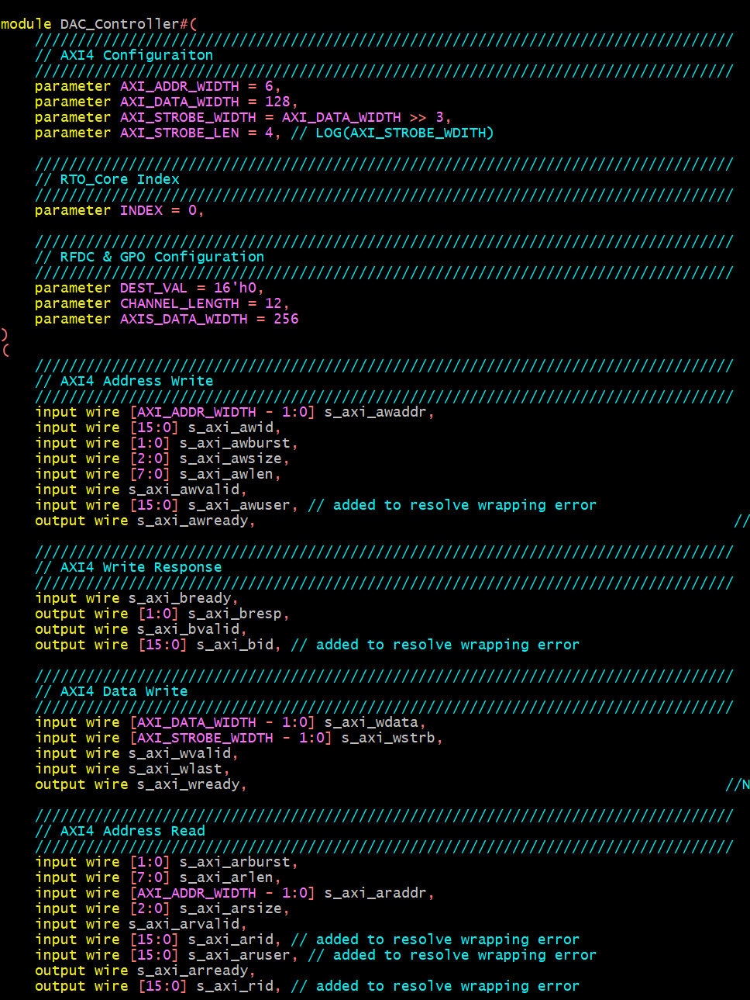 module DAC_Controller#(
//////////////////////////////////////////////////////////////////////////////////
// AXI4 Configuraiton
//////////////////////////////////////////////////////////////////////////////////
parameter AXI_ADDR_WIDTH = 6,
parameter AXI_DATA_WIDTH = 128,
parameter AXI_STROBE_WIDTH = AXI_DATA_WIDTH >> 3,
parameter AXI_STROBE_LEN = 4, // LOG(AXI_STROBE_WDITH)
//////////////////////////////////////////////////////////////////////////////////
// RTO_Core Index
//////////////////////////////////////////////////////////////////////////////////
parameter INDEX = 0,
//////////////////////////////////////////////////////////////////////////////////
// RFDC & GPO Configuration
//////////////////////////////////////////////////////////////////////////////////
parameter DEST_VAL = 16'h0,
parameter CHANNEL_LENGTH = 12,
parameter AXIS_DATA_WIDTH = 256
)
(
//////////////////////////////////////////////////////////////////////////////////
// AXI4 Address Write
//////////////////////////////////////////////////////////////////////////////////
input wire [AXI_ADDR_WIDTH - 1:0] s_axi_awaddr,
input wire [15:0] s_axi_awid,
input wire [1:0] s_axi_awburst,
input wire [2:0] s_axi_awsize,
input wire [7:0] s_axi_awlen,
input wire s_axi_awvalid,
input wire [15:0] s_axi_awuser, // added to resolve wrapping error
output wire s_axi_awready, //
//////////////////////////////////////////////////////////////////////////////////
// AXI4 Write Response
//////////////////////////////////////////////////////////////////////////////////
input wire s_axi_bready,
output wire [1:0] s_axi_bresp,
output wire s_axi_bvalid,
output wire [15:0] s_axi_bid, // added to resolve wrapping error
//////////////////////////////////////////////////////////////////////////////////
// AXI4 Data Write
//////////////////////////////////////////////////////////////////////////////////
input wire [AXI_DATA_WIDTH - 1:0] s_axi_wdata,
input wire [AXI_STROBE_WIDTH - 1:0] s_axi_wstrb,
input wire s_axi_wvalid,
input wire s_axi_wlast,
output wire s_axi_wready, //N
//////////////////////////////////////////////////////////////////////////////////
// AXI4 Address Read
//////////////////////////////////////////////////////////////////////////////////
input wire [1:0] s_axi_arburst,
input wire [7:0] s_axi_arlen,
input wire [AXI_ADDR_WIDTH - 1:0] s_axi_araddr,
input wire [2:0] s_axi_arsize,
input wire s_axi_arvalid,
input wire [15:0] s_axi_arid, // added to resolve wrapping error
input wire [15:0] s_axi_aruser, // added to resolve wrapping error
output wire s_axi_arready,
output wire [15:0] s_axi_rid, // added to resolve wrapping error